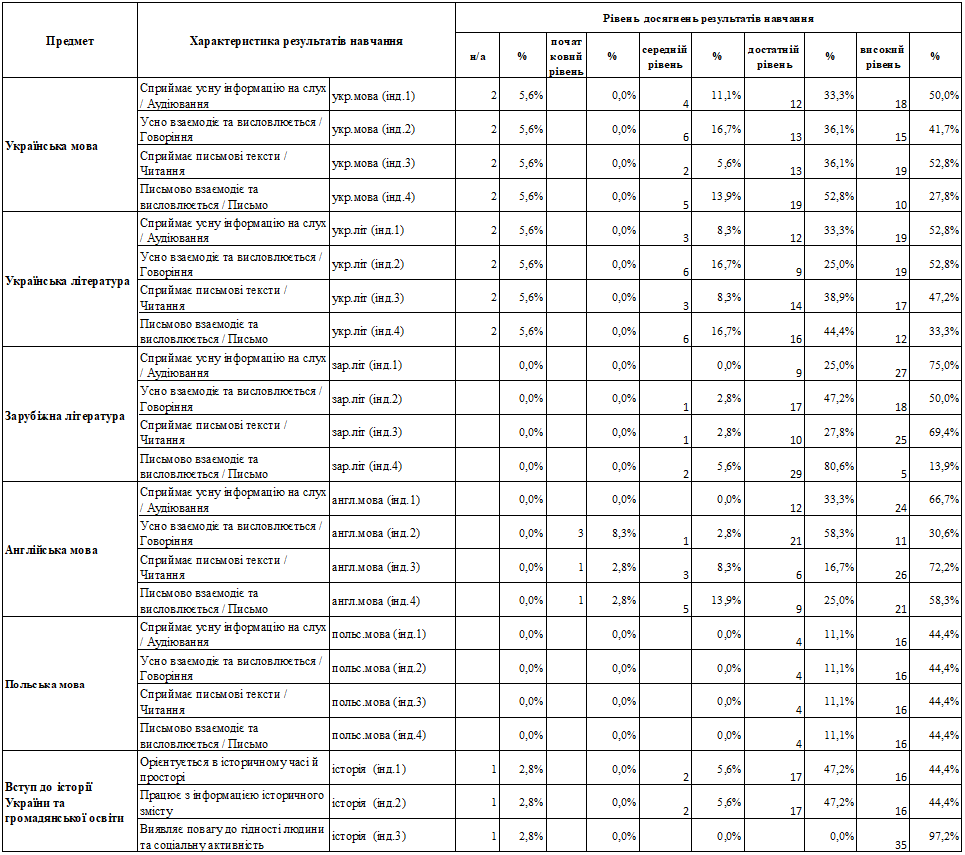 Предмет
Характеристика результатів навчання
Рівень досягнень результатів навчання
н/а % почат ковий рівень % середній рівень % достатній рівень % високий рівень %
Українська мова
Сприймає усну інформацію на слух / Аудіювання укр.мова (інд.1) 2 5,6% 0,0% 4 11,1% 12 33,3% 18 50,0%
Усно взаємодіє та висловлюється / Говоріння укр.мова (інд.2) 2 5,6% 0,0% 6 16,7% 13 36,1% 15 41,7%
Сприймає письмові тексти / Читання укр.мова (інд.3) 2 5,6% 0,0% 2 5,6% 13 36,1% 19 52,8%
Письмово взаємодіє та висловлюється / Письмо укр.мова (інд.4) 2 5,6% 0,0% 5 13,9% 19 52,8% 10 27,8%
Українська література
Сприймає усну інформацію на слух / Аудіювання укр.літ (інд.1) 2 5,6% 0,0% 3 8,3% 12 33,3% 19 52,8%
Усно взаємодіє та висловлюється / Говоріння укр.літ (інд.2) 2 5,6% 0,0% 6 16,7% 9 25,0% 19 52,8%
Сприймає письмові тексти / Читання укр.літ (інд.3) 2 5,6% 0,0% 3 8,3% 14 38,9% 17 47,2%
Письмово взаємодіє та висловлюється / Письмо укр.літ (інд.4) 2 5,6% 0,0% 6 16,7% 16 44,4% 12 33,3%
Зарубіжна література
Сприймає усну інформацію на слух / Аудіювання зар.літ (інд.1) 0,0% 0,0% 0,0% 9 25,0% 27 75,0%
Усно взаємодіє та висловлюється / Говоріння зар.літ (інд.2) 0,0% 0,0% 1 2,8% 17 47,2% 18 50,0%
Сприймає письмові тексти / Читання зар.літ (інд.3) 0,0% 0,0% 1 2,8% 10 27,8% 25 69,4%
Письмово взаємодіє та висловлюється / Письмо зар.літ (інд.4) 0,0% 0,0% 2 5,6% 29 80,6% 5 13,9%
Англійська мова
Сприймає усну інформацію на слух / Аудіювання англ.мова (інд.1) 0,0% 0,0% 0,0% 12 33,3% 24 66,7%
Усно взаємодіє та висловлюється / Говоріння англ.мова (інд.2) 0,0% 3 8,3% 1 2,8% 21 58,3% 11 30,6%
Сприймає письмові тексти / Читання англ.мова (інд.3) 0,0% 1 2,8% 3 8,3% 6 16,7% 26 72,2%
Письмово взаємодіє та висловлюється / Письмо англ.мова (інд.4) 0,0% 1 2,8% 5 13,9% 9 25,0% 21 58,3%
Польська мова
Сприймає усну інформацію на слух / Аудіювання польс.мова (інд.1) 0,0% 0,0% 0,0% 4 11,1% 16 44,4%
Усно взаємодіє та висловлюється / Говоріння польс.мова (інд.2) 0,0% 0,0% 0,0% 4 11,1% 16 44,4%
Сприймає письмові тексти / Читання польс.мова (інд.3) 0,0% 0,0% 0,0% 4 11,1% 16 44,4%
Письмово взаємодіє та висловлюється / Письмо польс.мова (інд.4) 0,0% 0,0% 0,0% 4 11,1% 16 44,4%
Вступ до історії
України та
громадянської освіти
Орієнтується в історичному часі й просторі історія (інд.1) 1 2,8% 0,0% 2 5,6% 17 47,2% 16 44,4%
Працює з інформацією історичного змісту історія (інд.2) 1 2,8% 0,0% 2 5,6% 17 47,2% 16 44,4%
Виявляє повагу до гідності людини та соціальну активність історія (інд.3) 1 2,8% 0,0% 0,0% 0,0% 35 97,2%